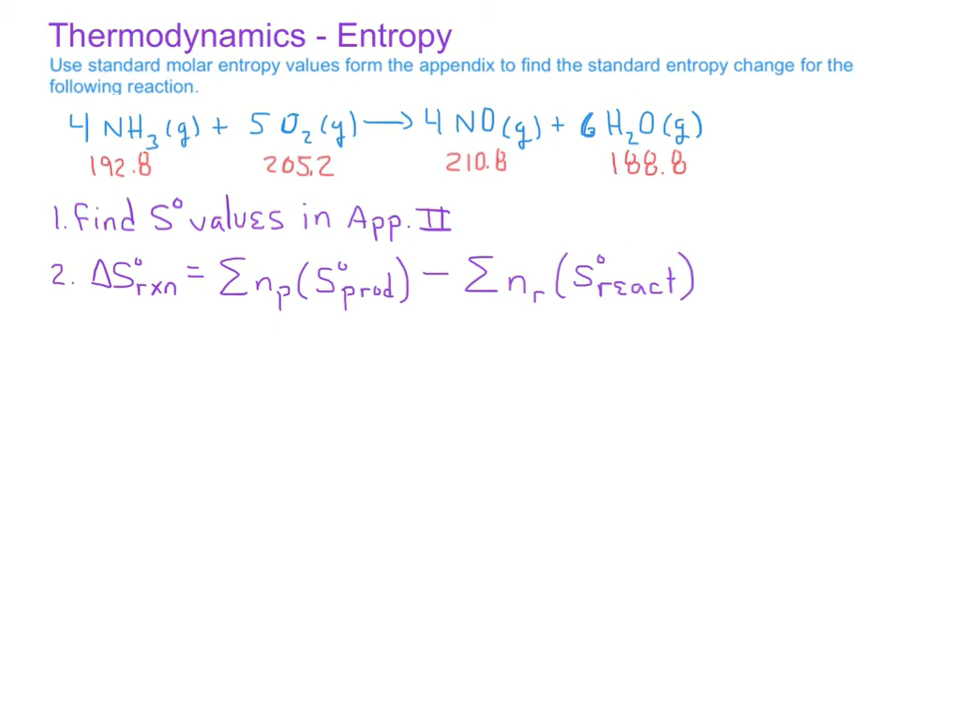 Thermodynamics - Entropy
Use standard molar entropy values form the appendix to find the standard entropy change for the
following reaction.
4 NH₃(g) + 5 O₂(g) → 4 NO(g) + 6 H₂O(g)
192.8 205.2 210.8 188.8
1. Find S° values in App. II
2. ΔS°rxn = Σnₚ(S°prod) − Σnᵣ(S°react)